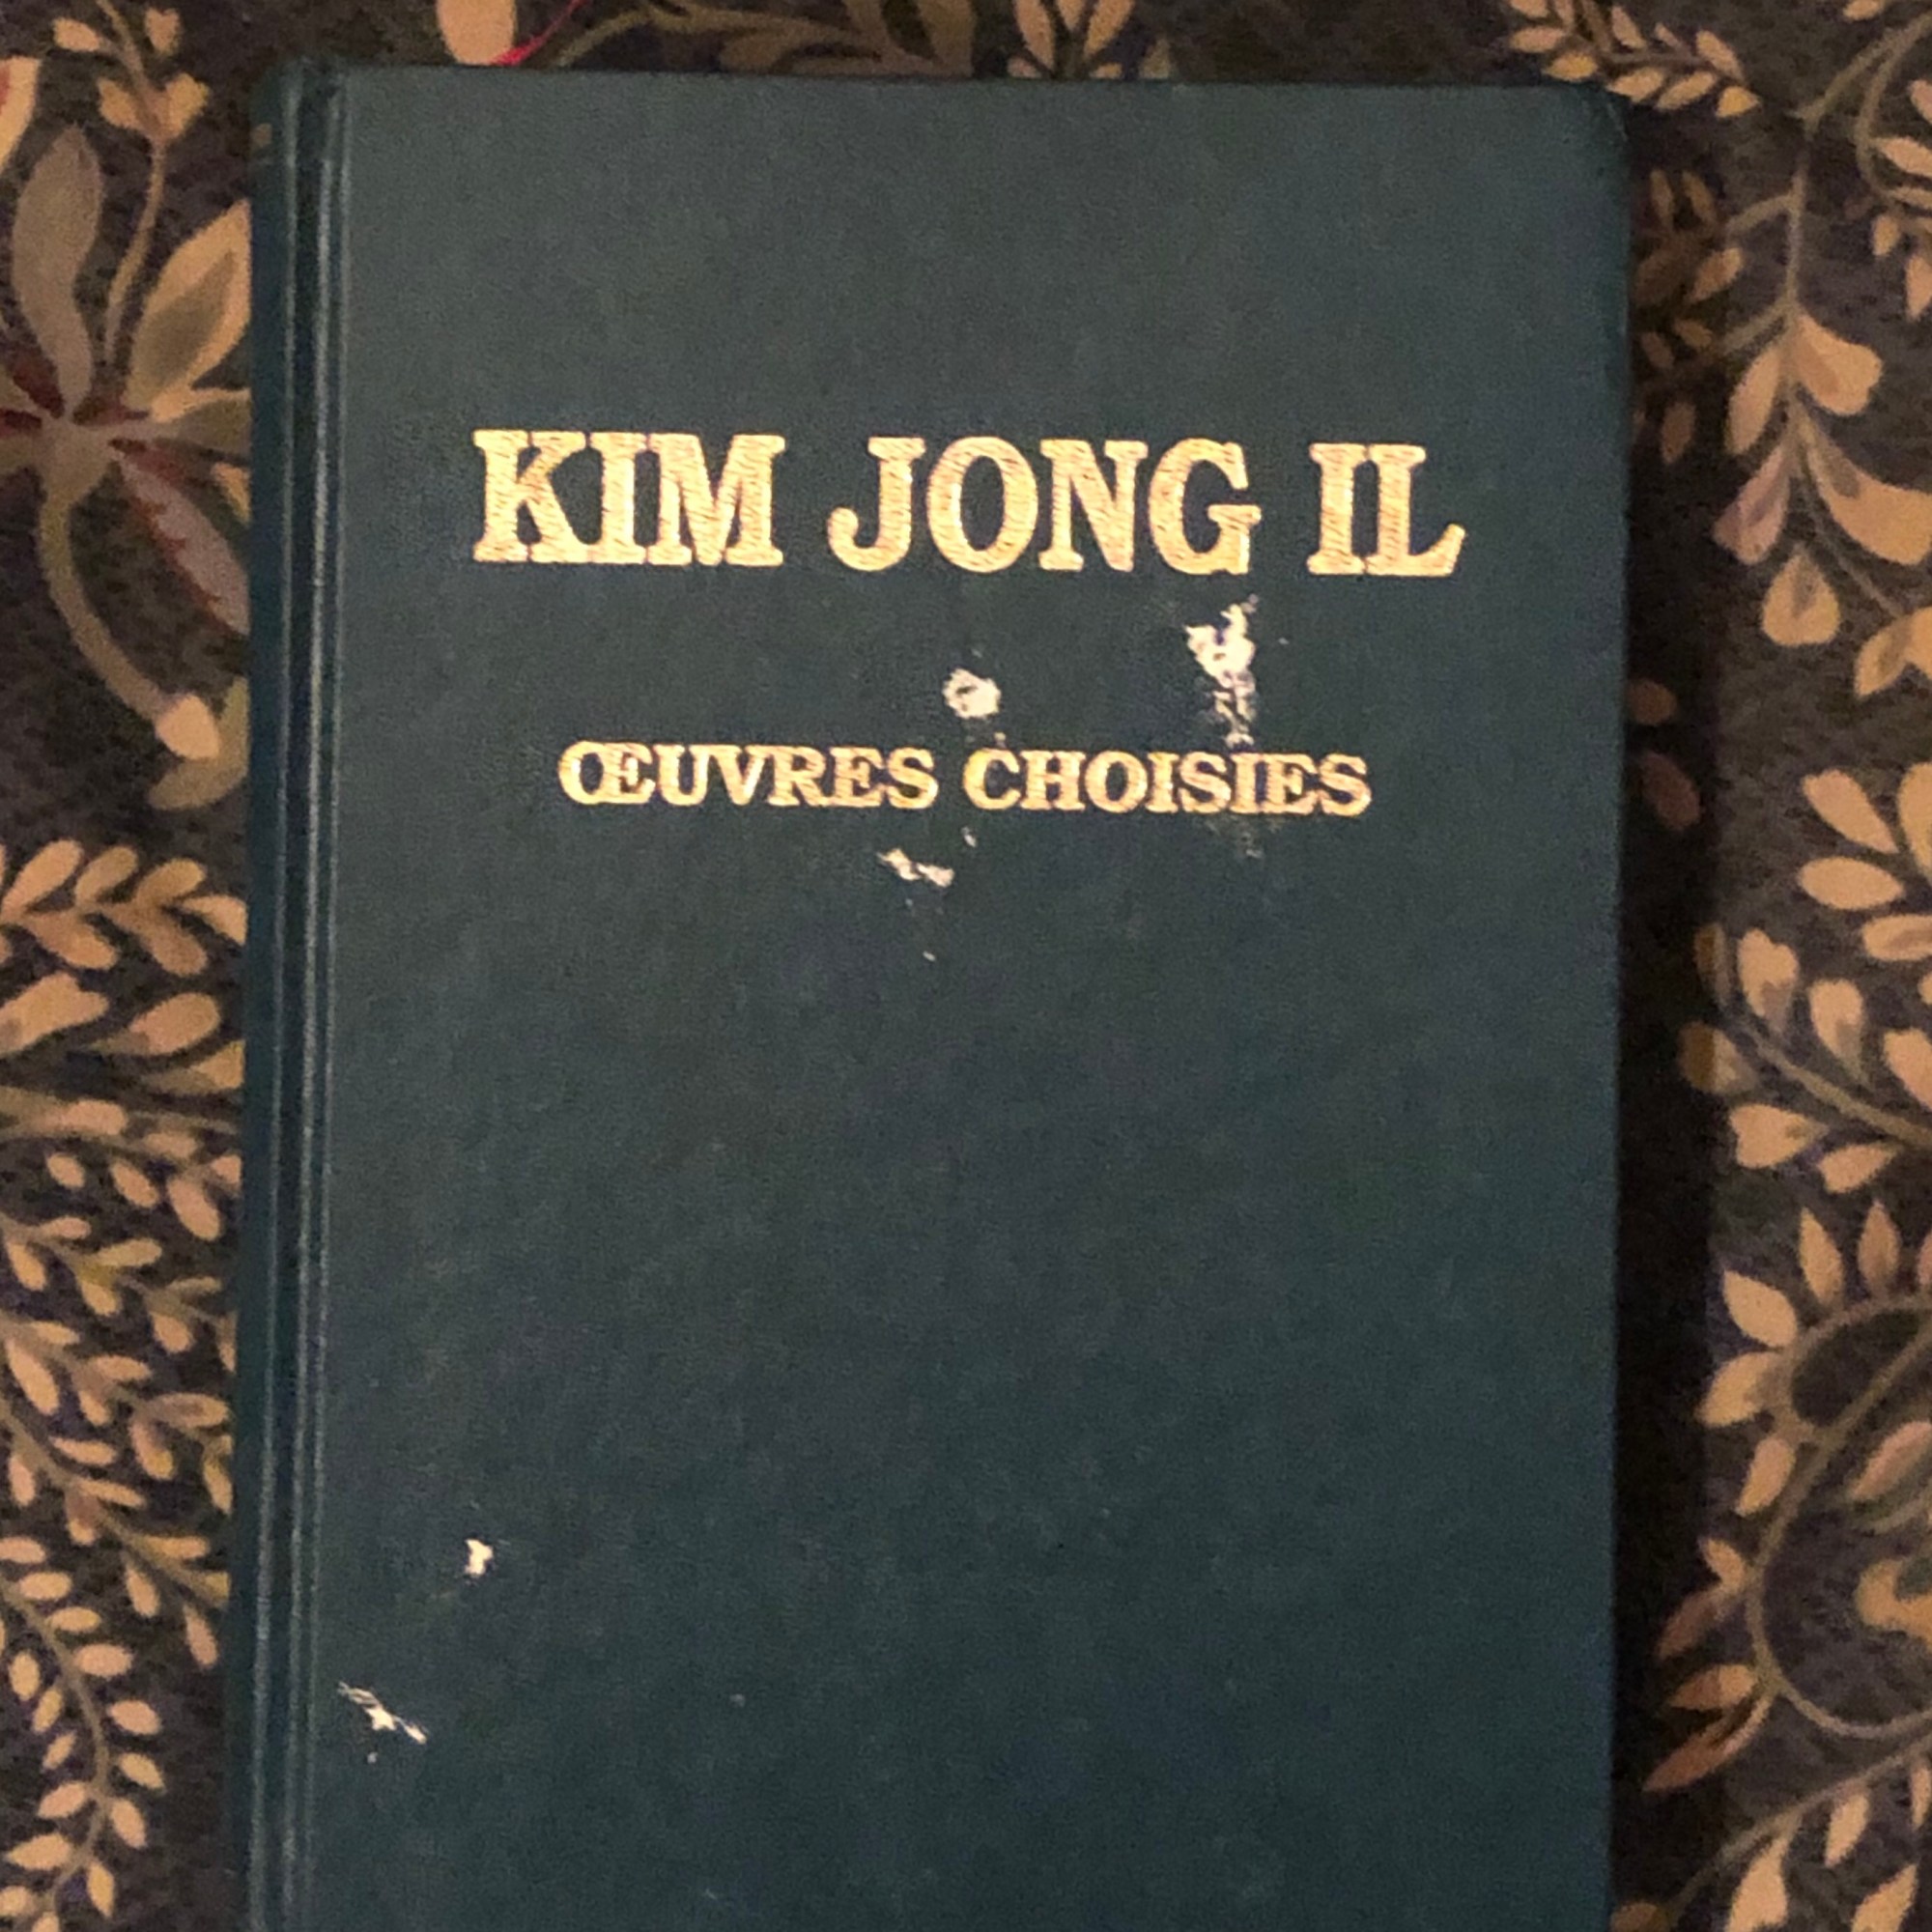 KIM JONG IL
ŒUVRES CHOISIES